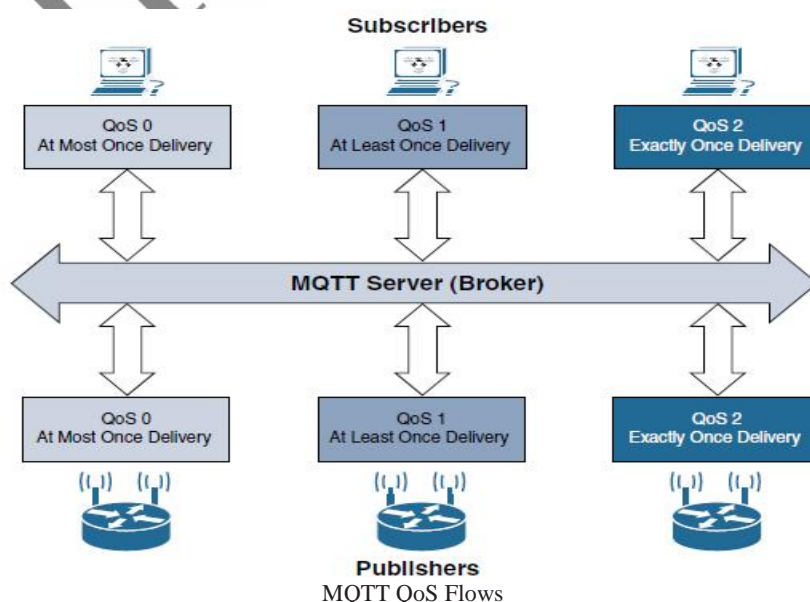 Subscribers
QoS 0
At Most Once Delivery
QoS 1
At Least Once Delivery
QoS 2
Exactly Once Delivery
MQTT Server (Broker)
QoS 0
At Most Once Delivery
QoS 1
At Least Once Delivery
QoS 2
Exactly Once Delivery
Publishers
MQTT QoS Flows